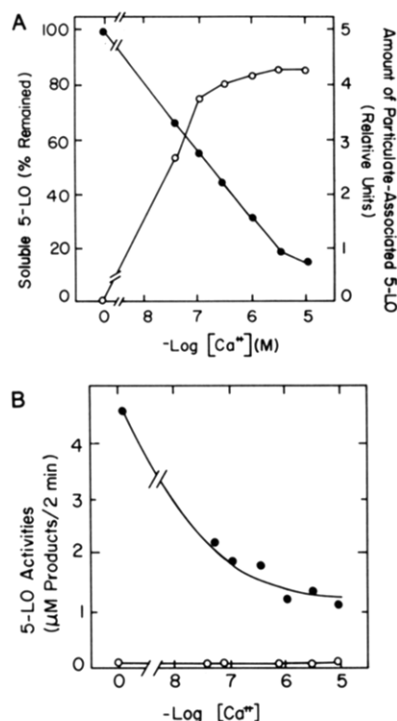 A
Soluble 5-LO (% Remained)
100
80
60
40
20
0
Amount of Particulate-Associated 5-LO
(Relative Units)
5
4
3
2
1
0
0 8 7 6 5
-Log [Ca⁺⁺](M)
B
5-LO Activities
(μM Products/2 min)
4
3
2
1
0
0 8 7 6 5
-Log [Ca⁺⁺]